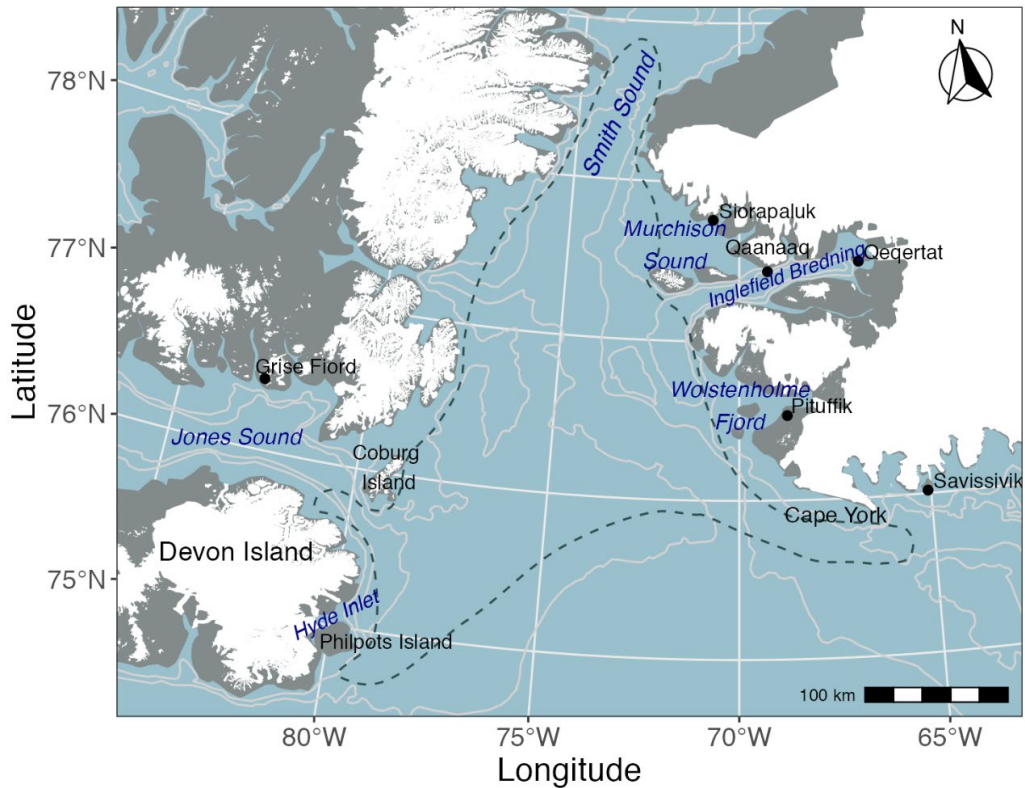 N
78°N
77°N
76°N
75°N
Latitude
Smith Sound
Siorapaluk
Murchison
Sound
Qaanaaq
Qeqertat
Inglefield Bredning
Grise Fiord
Wolstenholme
Fjord
Pituffik
Jones Sound
Coburg
Island
Savissivik
Cape York
Devon Island
Hyde Inlet
Philpots Island
100 km
80°W
75°W
70°W
65°W
Longitude